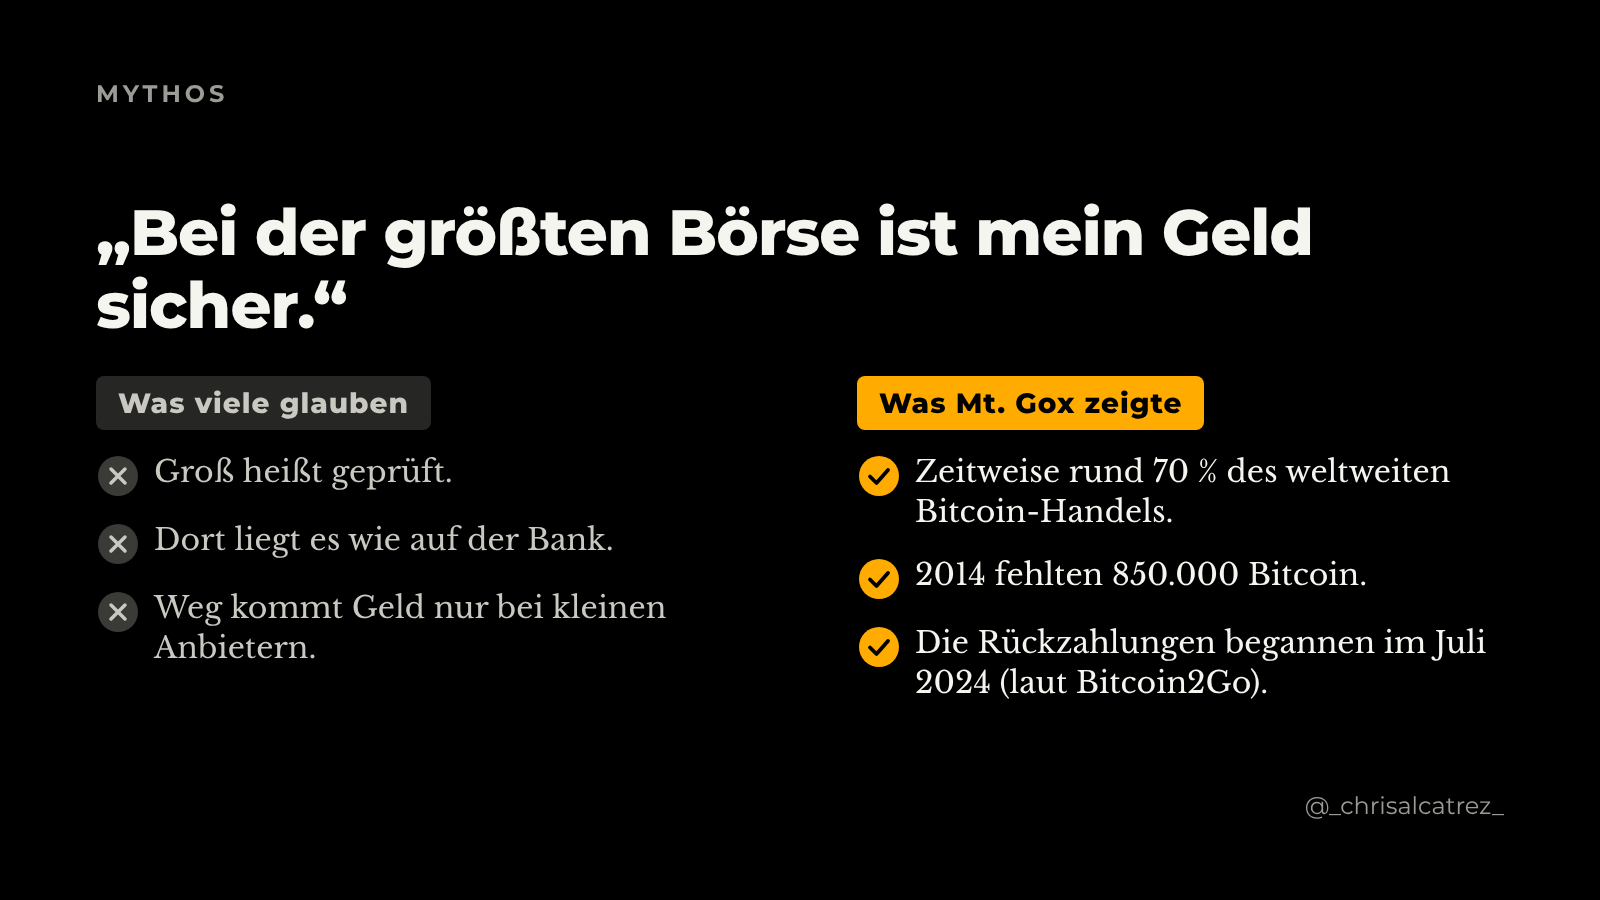 MYTHOS
„Bei der größten Börse ist mein Geld
sicher.“
Was viele glauben
Groß heißt geprüft.
Dort liegt es wie auf der Bank.
Weg kommt Geld nur bei kleinen
Anbietern.
Was Mt. Gox zeigte
Zeitweise rund 70 % des weltweiten
Bitcoin-Handels.
2014 fehlten 850.000 Bitcoin.
Die Rückzahlungen begannen im Juli
2024 (laut Bitcoin2Go).
@_chrisalcatrez_